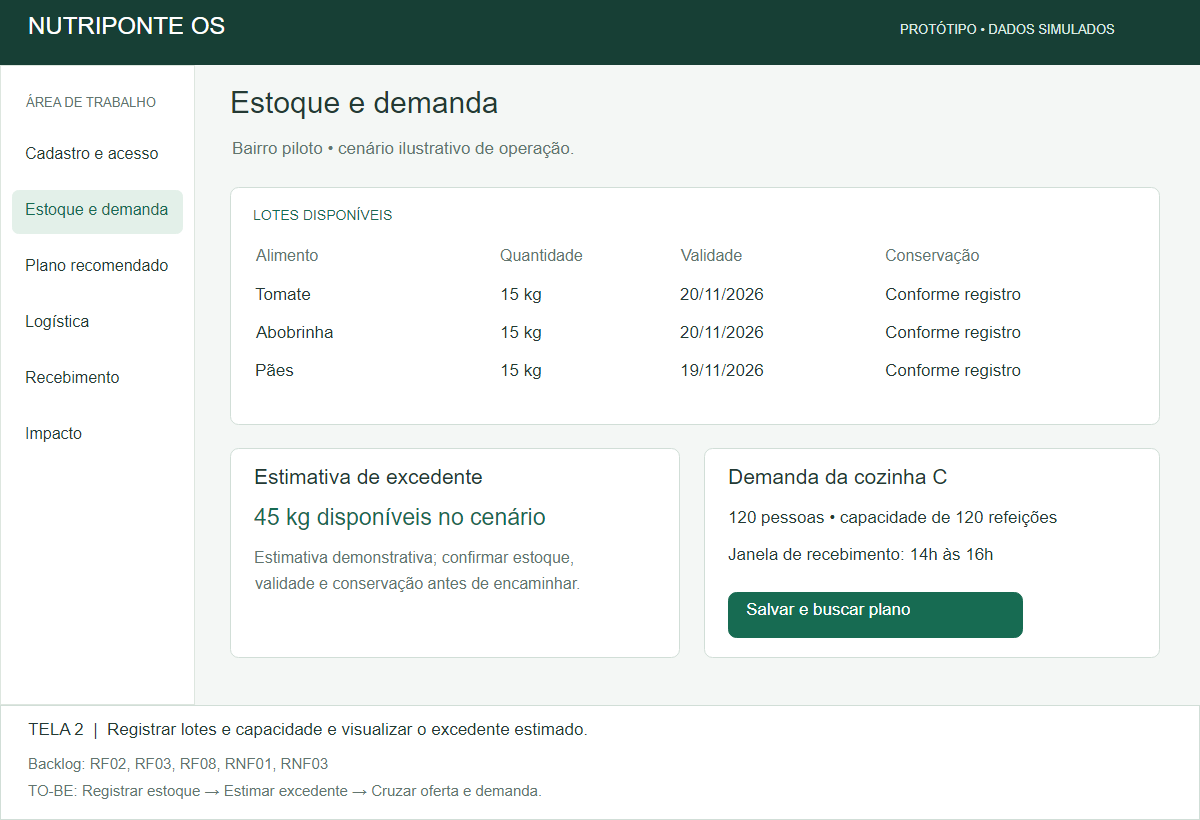 NUTRIPONTE OS
PROTÓTIPO • DADOS SIMULADOS
ÁREA DE TRABALHO
Cadastro e acesso
Estoque e demanda
Plano recomendado
Logística
Recebimento
Impacto
Estoque e demanda
Bairro piloto • cenário ilustrativo de operação.
LOTES DISPONÍVEIS
Alimento Quantidade Validade Conservação
Tomate 15 kg 20/11/2026 Conforme registro
Abobrinha 15 kg 20/11/2026 Conforme registro
Pães 15 kg 19/11/2026 Conforme registro
Estimativa de excedente
45 kg disponíveis no cenário
Estimativa demonstrativa; confirmar estoque,
validade e conservação antes de encaminhar.
Demanda da cozinha C
120 pessoas • capacidade de 120 refeições
Janela de recebimento: 14h às 16h
Salvar e buscar plano
TELA 2 | Registrar lotes e capacidade e visualizar o excedente estimado.
Backlog: RF02, RF03, RF08, RNF01, RNF03
TO-BE: Registrar estoque → Estimar excedente → Cruzar oferta e demanda.